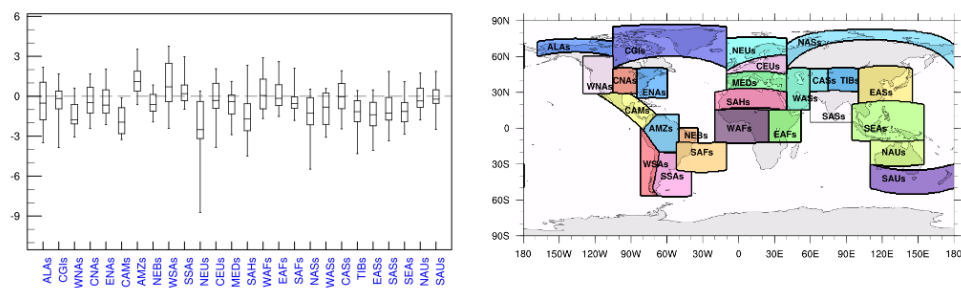 6
3
0
-3
-6
-9
ALAs
CGIs
WNAs
CNAs
ENAs
CAMs
AMZs
NEBs
WSAs
SSAs
NEUs
CEUs
MEDs
SAHs
WAFs
EAFs
SAFs
NASs
WASs
CASs
TIBs
EASs
SASs
SEAs
NAUs
SAUs
90N
60N
30N
0
30S
60S
90S
180
150W
120W
90W
60W
30W
0
30E
60E
90E
120E
150E
180
ALAs
CGIs
NEUs
NASs
CEUs
WNAs
CNAs
ENAs
MEDs
CASs
TIBs
WASs
EASs
CAMs
SAHs
SASs
AMZs
NEBs
WAFs
EAFs
SEAs
WSAs
SSAs
SAFs
NAUs
SAUs